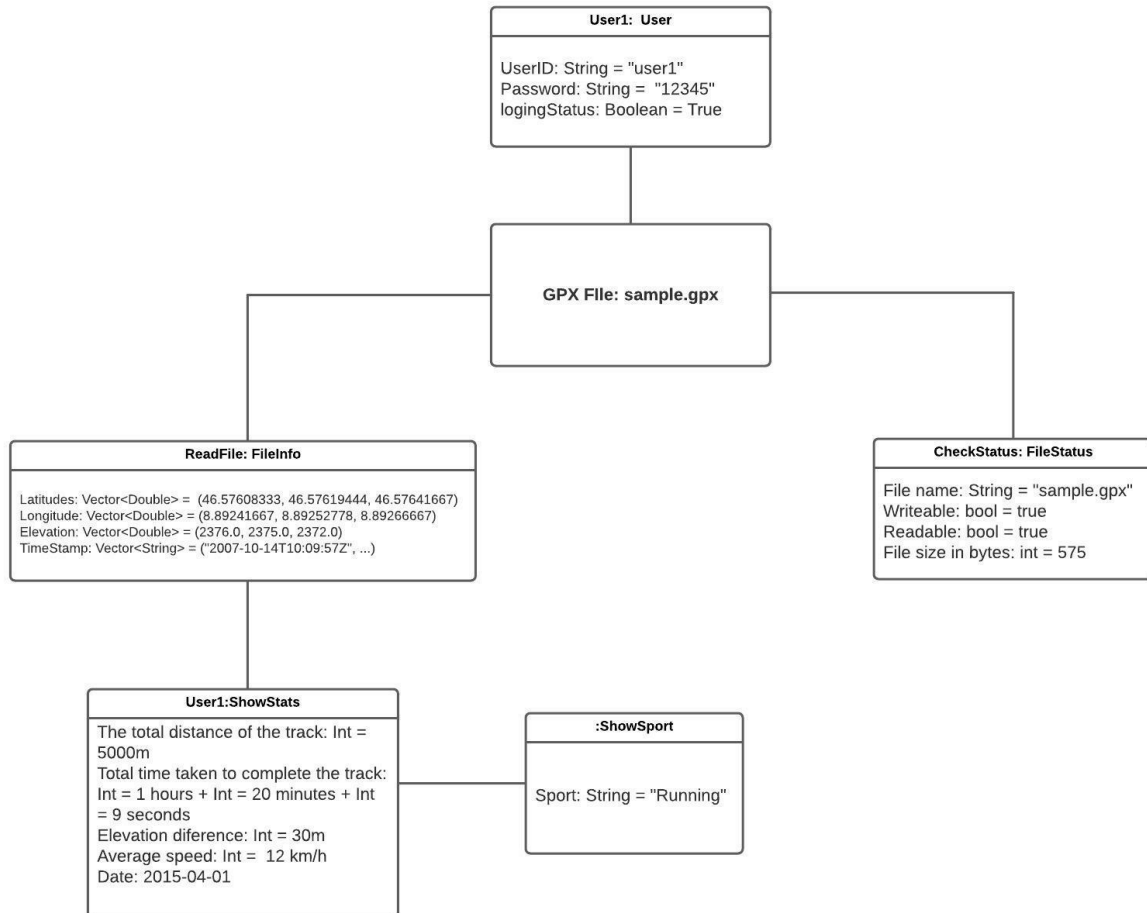 User1: User
UserID: String = "user1"
Password: String = "12345"
logingStatus: Boolean = True
GPX FIle: sample.gpx
ReadFile: FileInfo
Latitudes: Vector<Double> = (46.57608333, 46.57619444, 46.57641667)
Longitude: Vector<Double> = (8.89241667, 8.89252778, 8.89266667)
Elevation: Vector<Double> = (2376.0, 2375.0, 2372.0)
TimeStamp: Vector<String> = ("2007-10-14T10:09:57Z", ...)
CheckStatus: FileStatus
File name: String = "sample.gpx"
Writeable: bool = true
Readable: bool = true
File size in bytes: int = 575
User1:ShowStats
The total distance of the track: Int =
5000m
Total time taken to complete the track:
Int = 1 hours + Int = 20 minutes + Int
= 9 seconds
Elevation diference: Int = 30m
Average speed: Int = 12 km/h
Date: 2015-04-01
:ShowSport
Sport: String = "Running"